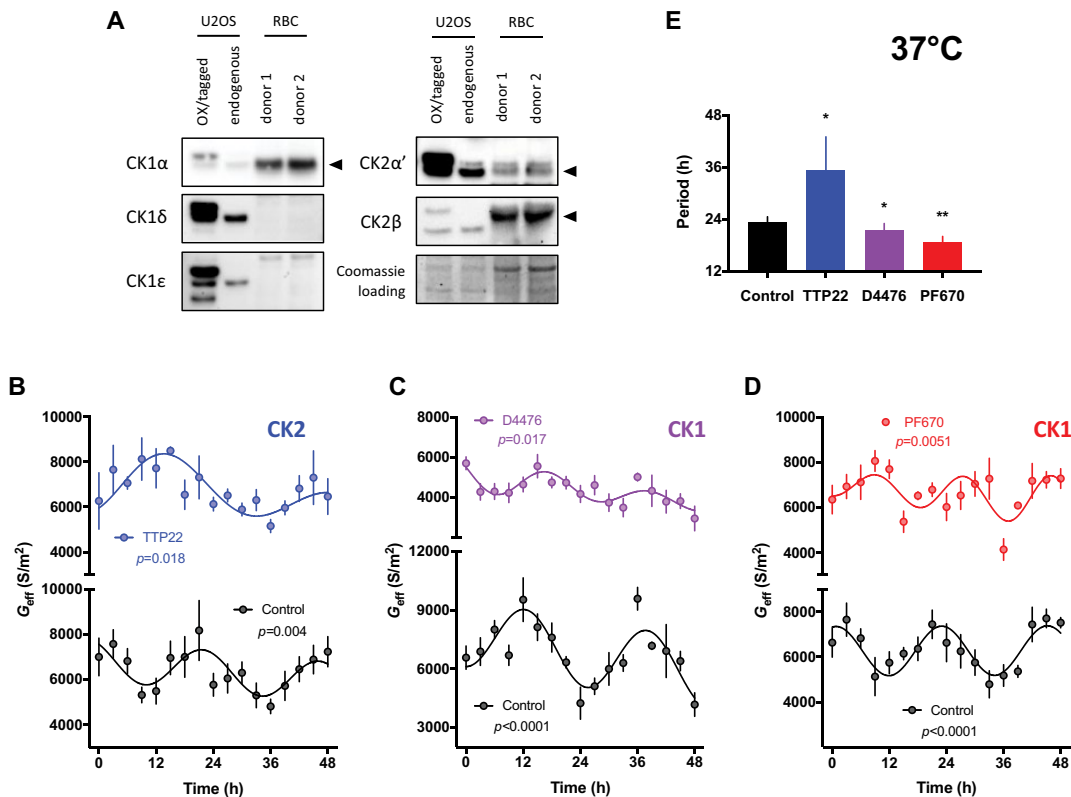 A
U2OS
RBC
OX/tagged
endogenous
donor 1
donor 2
CK1α
CK1δ
CK1ε
U2OS
RBC
OX/tagged
endogenous
donor 1
donor 2
CK2α'
CK2β
Coomassie
loading
E
37°C
Period (h)
48
36
24
12
*
*
**
Control
TTP22
D4476
PF670
B
CK2
10000
8000
6000
4000
TTP22
p=0.018
Geff (S/m²)
8000
6000
4000
Control
p=0.004
0
12
24
36
48
Time (h)
C
CK1
8000
6000
4000
2000
D4476
p=0.017
Geff (S/m²)
12000
9000
6000
3000
Control
p<0.0001
0
12
24
36
48
Time (h)
D
CK1
10000
8000
6000
4000
PF670
p=0.0051
Geff (S/m²)
10000
8000
6000
4000
Control
p<0.0001
0
12
24
36
48
Time (h)